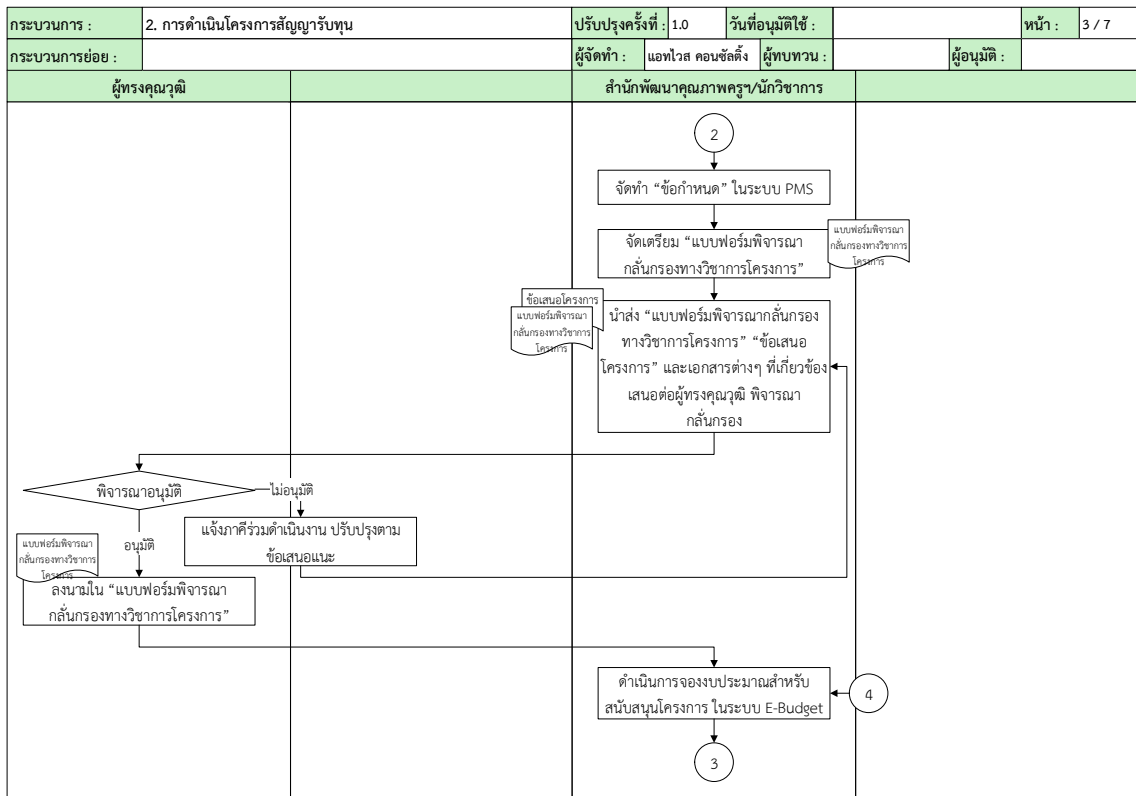 กระบวนการ : 2. การดำเนินโครงการสัญญารับทุน ปรับปรุงครั้งที่ : 1.0 วันที่อนุมัติใช้ : หน้า : 3 / 7
กระบวนการย่อย : ผู้จัดทำ : แอทไวส คอนซัลติ้ง ผู้ทบทวน : ผู้อนุมัติ :
ผู้ทรงคุณวุฒิ สำนักพัฒนาคุณภาพครูฯ/นักวิชาการ
2
จัดทำ “ข้อกำหนด” ในระบบ PMS
จัดเตรียม “แบบฟอร์มพิจารณา
กลั่นกรองทางวิชาการโครงการ”
แบบฟอร์มพิจารณา
กลั่นกรองทางวิชาการ
โครงการ
ข้อเสนอโครงการ
แบบฟอร์มพิจารณา
กลั่นกรองทางวิชาการ
โครงการ
นำส่ง “แบบฟอร์มพิจารณากลั่นกรอง
ทางวิชาการโครงการ” “ข้อเสนอ
โครงการ” และเอกสารต่างๆ ที่เกี่ยวข้อง
เสนอต่อผู้ทรงคุณวุฒิ พิจารณา
กลั่นกรอง
พิจารณาอนุมัติ
ไม่อนุมัติ
แจ้งภาคีร่วมดำเนินงาน ปรับปรุงตาม
ข้อเสนอแนะ
อนุมัติ
แบบฟอร์มพิจารณา
กลั่นกรองทางวิชาการ
โครงการ
ลงนามใน “แบบฟอร์มพิจารณา
กลั่นกรองทางวิชาการโครงการ”
ดำเนินการจองงบประมาณสำหรับ
สนับสนุนโครงการ ในระบบ E-Budget
4
3